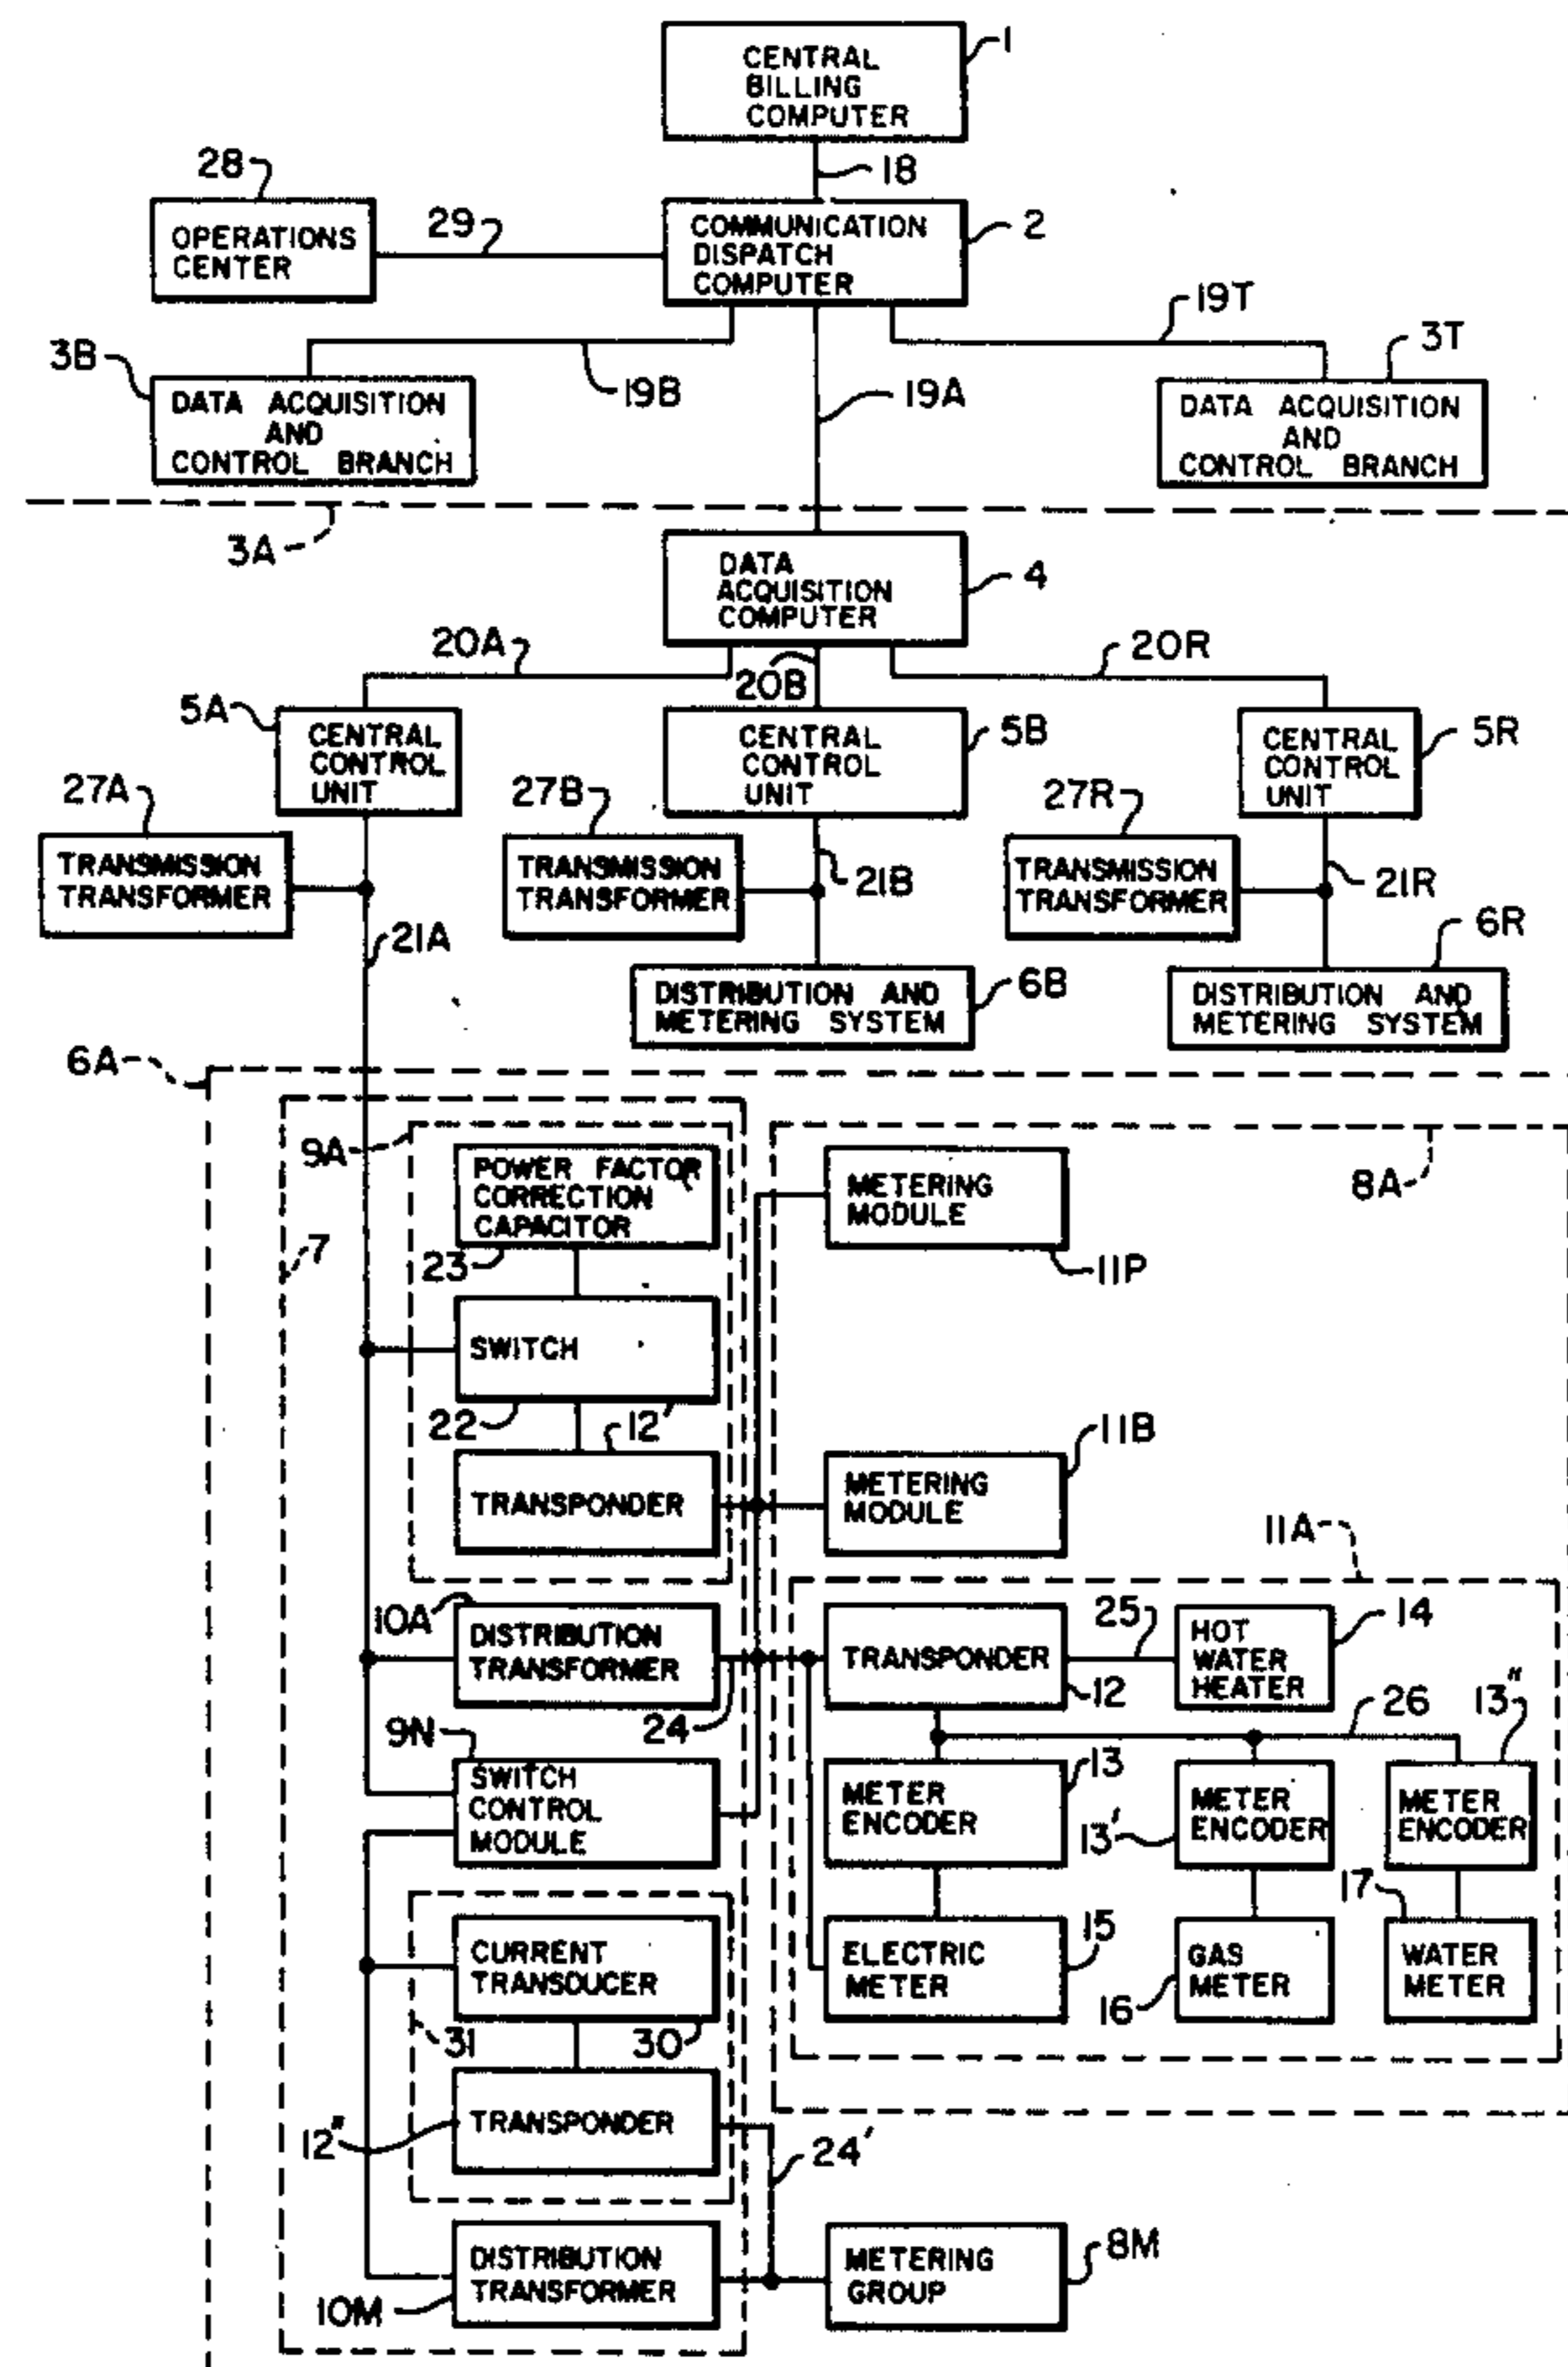 CENTRAL
BILLING
COMPUTER
1
18
28
OPERATIONS
CENTER
29
COMMUNICATION
DISPATCH
COMPUTER
2
19T
3B
DATA ACQUISITION
AND
CONTROL BRANCH
19B
19A
3T
DATA ACQUISITION
AND
CONTROL BRANCH
3A
DATA
ACQUISITION
COMPUTER
4
20A
20B
20R
5A
CENTRAL
CONTROL
UNIT
CENTRAL
CONTROL
UNIT
5B
CENTRAL
CONTROL
UNIT
5R
27A
TRANSMISSION
TRANSFORMER
27B
TRANSMISSION
TRANSFORMER
21B
27R
TRANSMISSION
TRANSFORMER
21R
21A
DISTRIBUTION AND
METERING SYSTEM
6B
DISTRIBUTION AND
METERING SYSTEM
6R
6A
9A
7
POWER FACTOR
CORRECTION
CAPACITOR
23
METERING
MODULE
11P
8A
SWITCH
22
12'
TRANSPONDER
METERING
MODULE
11B
11A
10A
DISTRIBUTION
TRANSFORMER
24
TRANSPONDER
12
25
HOT
WATER
HEATER
14
26
13"
9N
SWITCH
CONTROL
MODULE
METER
ENCODER
13
13'
METER
ENCODER
METER
ENCODER
CURRENT
TRANSDUCER
30
31
ELECTRIC
METER
15
16
GAS
METER
17
WATER
METER
12"
TRANSPONDER
24'
10M
DISTRIBUTION
TRANSFORMER
METERING
GROUP
8M